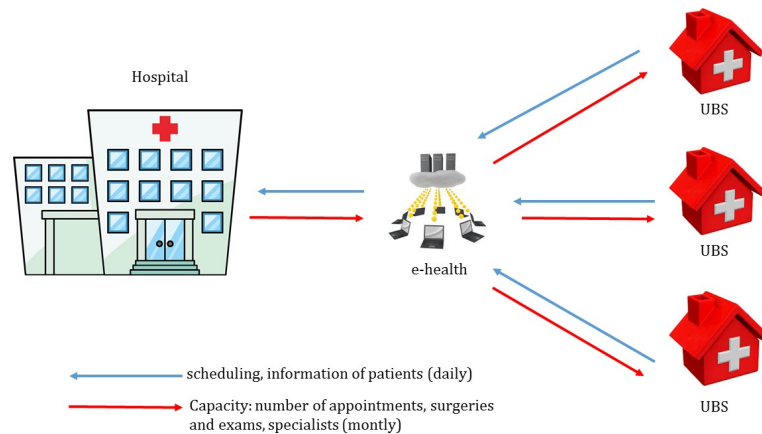 Hospital
UBS
UBS
e-health
UBS
scheduling, information of patients (daily)
Capacity: number of appointments, surgeries
and exams, specialists (montly)